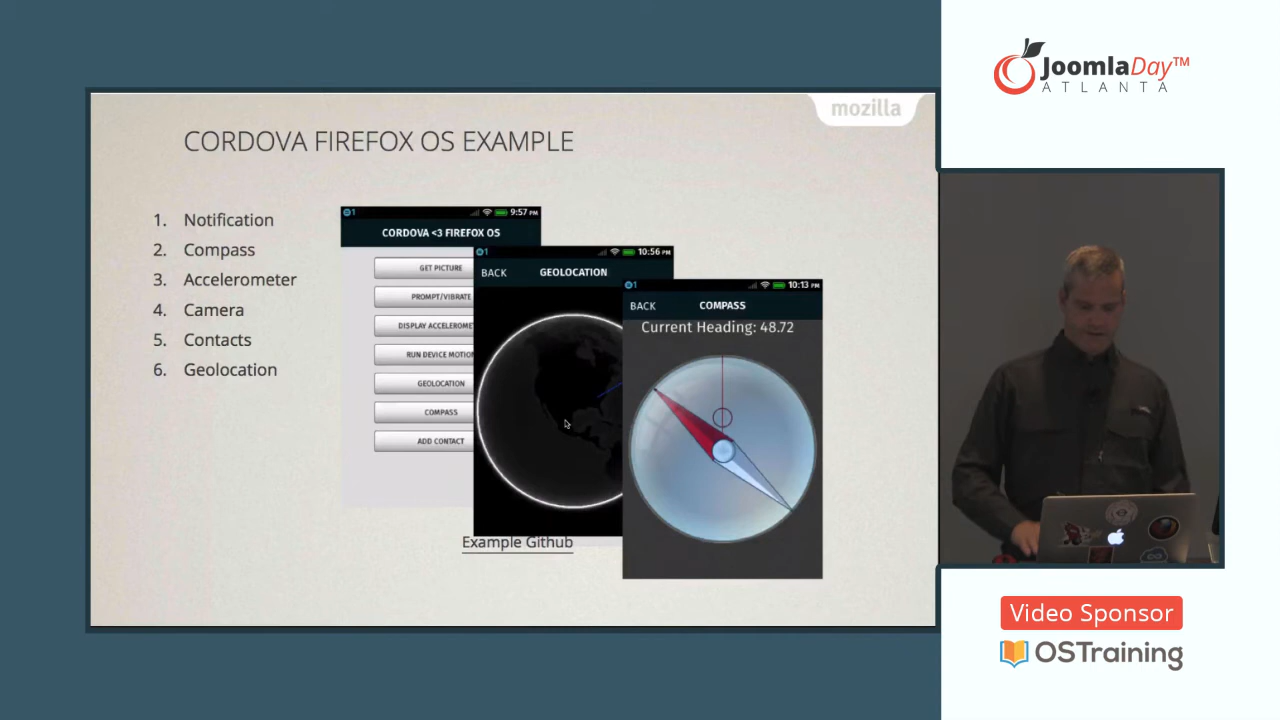 mozilla
CORDOVA FIREFOX OS EXAMPLE
1. Notification
2. Compass
3. Accelerometer
4. Camera
5. Contacts
6. Geolocation
1 9:57 PM
CORDOVA <3 FIREFOX OS
GET PICTURE
PROMPT/VIBRATE
DISPLAY ACCELEROME
RUN DEVICE MOTION
GEOLOCATION
COMPASS
ADD CONTACT
1 10:56 PM
BACK GEOLOCATION
1 10:13 PM
BACK COMPASS
Current Heading: 48.72
Example Github
JoomlaDay™
ATLANTA
Video Sponsor
OSTraining